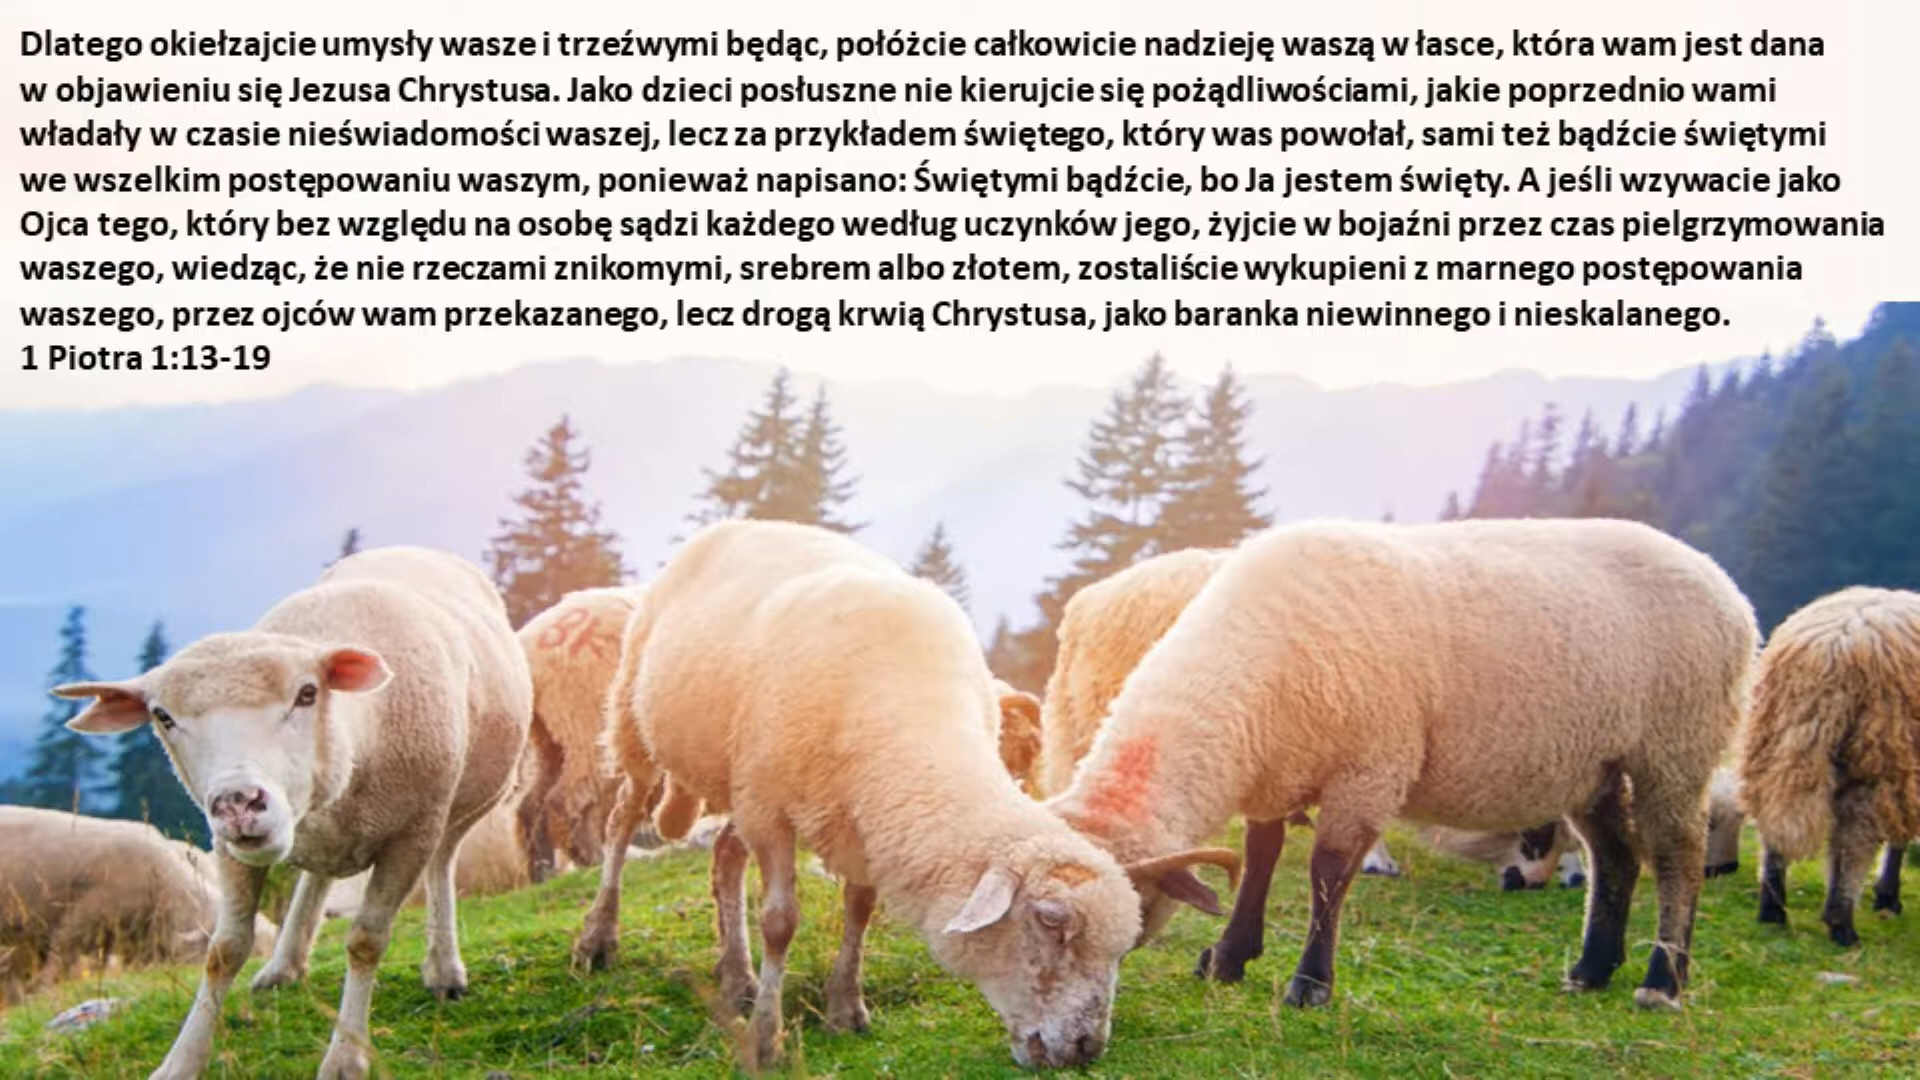 Dlatego okiełzajcie umysły wasze i trzeźwymi będąc, połóżcie całkowicie nadzieję waszą w łasce, która wam jest dana
w objawieniu się Jezusa Chrystusa. Jako dzieci posłuszne nie kierujcie się pożądliwościami, jakie poprzednio wami
władały w czasie nieświadomości waszej, lecz za przykładem świętego, który was powołał, sami też bądźcie świętymi
we wszelkim postępowaniu waszym, ponieważ napisano: Świętymi bądźcie, bo Ja jestem święty. A jeśli wzywacie jako
Ojca tego, który bez względu na osobę sądzi każdego według uczynków jego, żyjcie w bojaźni przez czas pielgrzymowania
waszego, wiedząc, że nie rzeczami znikomymi, srebrem albo złotem, zostaliście wykupieni z marnego postępowania
waszego, przez ojców wam przekazanego, lecz drogą krwią Chrystusa, jako baranka niewinnego i nieskalanego.
1 Piotra 1:13-19
BK